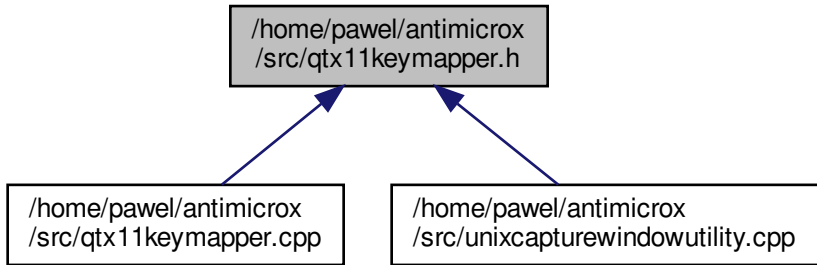 /home/pawel/antimicrox
/src/qtx11keymapper.h
/home/pawel/antimicrox
/src/qtx11keymapper.cpp
/home/pawel/antimicrox
/src/unixcapturewindowutility.cpp